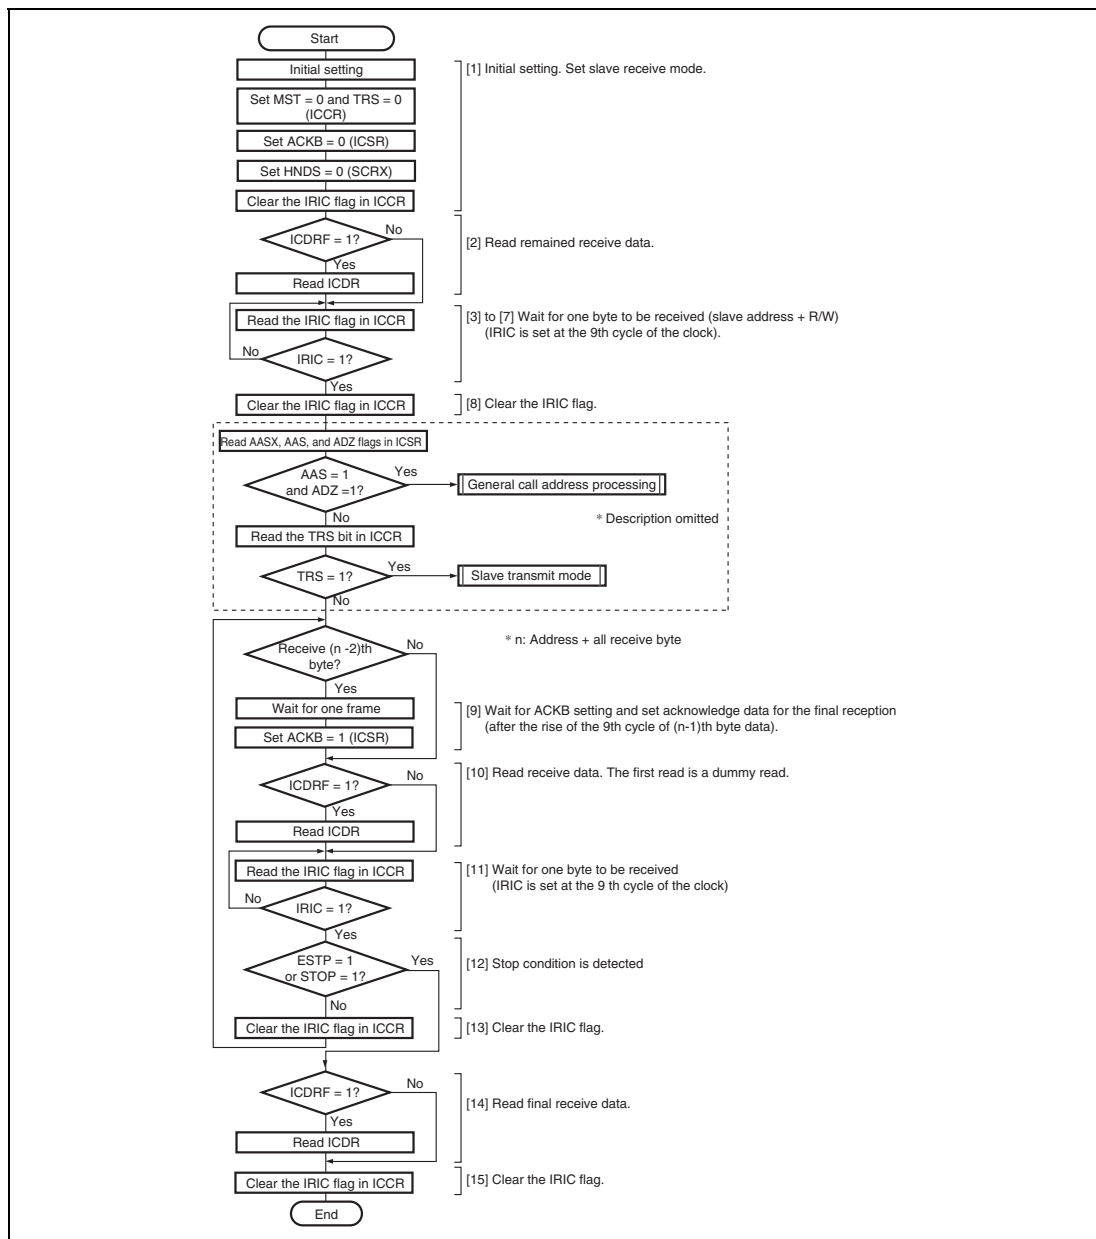 Start
Initial setting
[1] Initial setting. Set slave receive mode.
Set MST = 0 and TRS = 0
(ICCR)
Set ACKB = 0 (ICSR)
Set HNDS = 0 (SCRX)
Clear the IRIC flag in ICCR
ICDRF = 1?
No
[2] Read remained receive data.
Yes
Read ICDR
Read the IRIC flag in ICCR
[3] to [7] Wait for one byte to be received (slave address + R/W)
(IRIC is set at the 9th cycle of the clock).
No
IRIC = 1?
Yes
Clear the IRIC flag in ICCR
[8] Clear the IRIC flag.
Read AASX, AAS, and ADZ flags in ICSR
AAS = 1
and ADZ =1?
Yes
General call address processing
No
* Description omitted
Read the TRS bit in ICCR
TRS = 1?
Yes
Slave transmit mode
No
* n: Address + all receive byte
Receive (n -2)th
byte?
No
Yes
Wait for one frame
[9] Wait for ACKB setting and set acknowledge data for the final reception
(after the rise of the 9th cycle of (n-1)th byte data).
Set ACKB = 1 (ICSR)
ICDRF = 1?
No
[10] Read receive data. The first read is a dummy read.
Yes
Read ICDR
Read the IRIC flag in ICCR
[11] Wait for one byte to be received
(IRIC is set at the 9 th cycle of the clock)
No
IRIC = 1?
Yes
ESTP = 1
or STOP = 1?
Yes
[12] Stop condition is detected
No
Clear the IRIC flag in ICCR
[13] Clear the IRIC flag.
ICDRF = 1?
No
[14] Read final receive data.
Yes
Read ICDR
Clear the IRIC flag in ICCR
[15] Clear the IRIC flag.
End